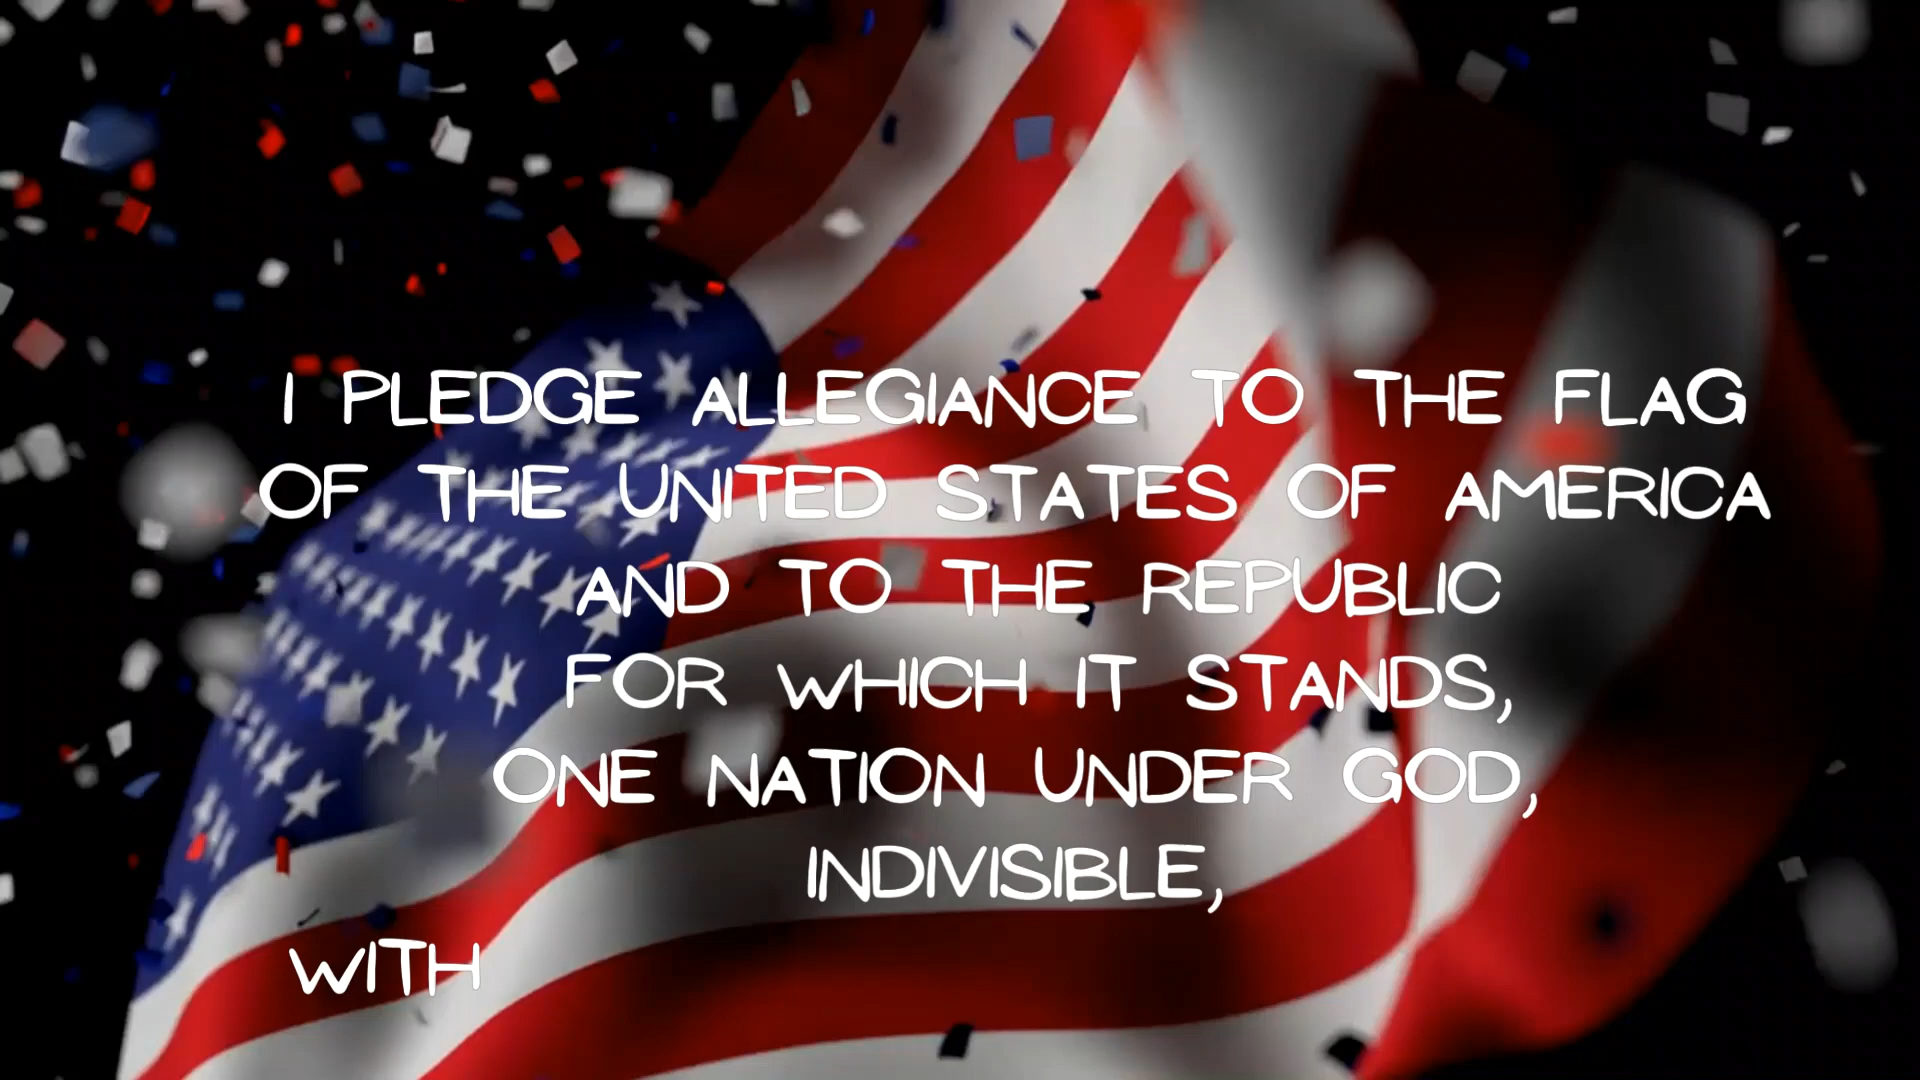 I PLEDGE ALLEGIANCE TO THE FLAG
OF THE UNITED STATES OF AMERICA
AND TO THE REPUBLIC
FOR WHICH IT STANDS,
ONE NATION UNDER GOD,
INDIVISIBLE,
WITH